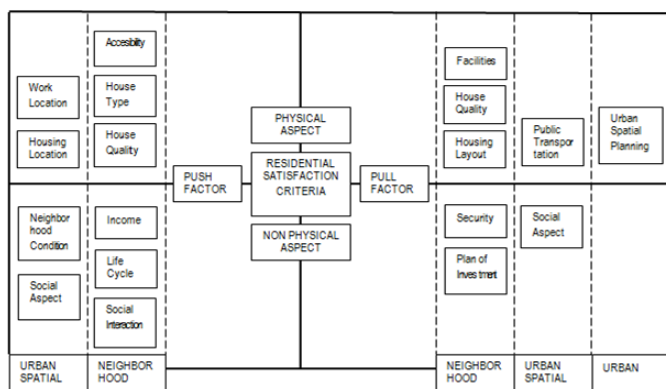 Accesibility
Work
Location
House
Type
Housing
Location
House
Quality
PUSH
FACTOR
PHYSICAL
ASPECT
RESIDENTIAL
SATISFACTION
CRITERIA
NON PHYSICAL
ASPECT
PULL
FACTOR
Facilities
House
Quality
Housing
Layout
Public
Transpor
tation
Urban
Spatial
Planning
Neighbor
hood
Condition
Social
Aspect
Income
Life
Cycle
Social
Interaction
Security
Plan of
Investment
Social
Aspect
URBAN
SPATIAL
NEIGHBOR
HOOD
NEIGHBOR
HOOD
URBAN
SPATIAL
URBAN